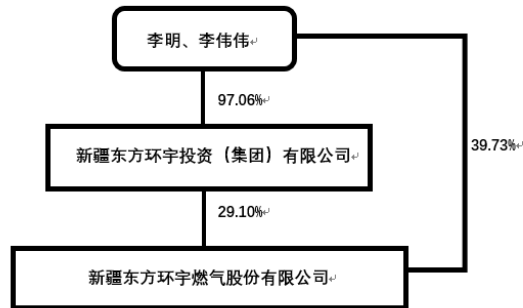 李明、李伟伟
97.06%
新疆东方环宇投资（集团）有限公司
39.73%
29.10%
新疆东方环宇燃气股份有限公司